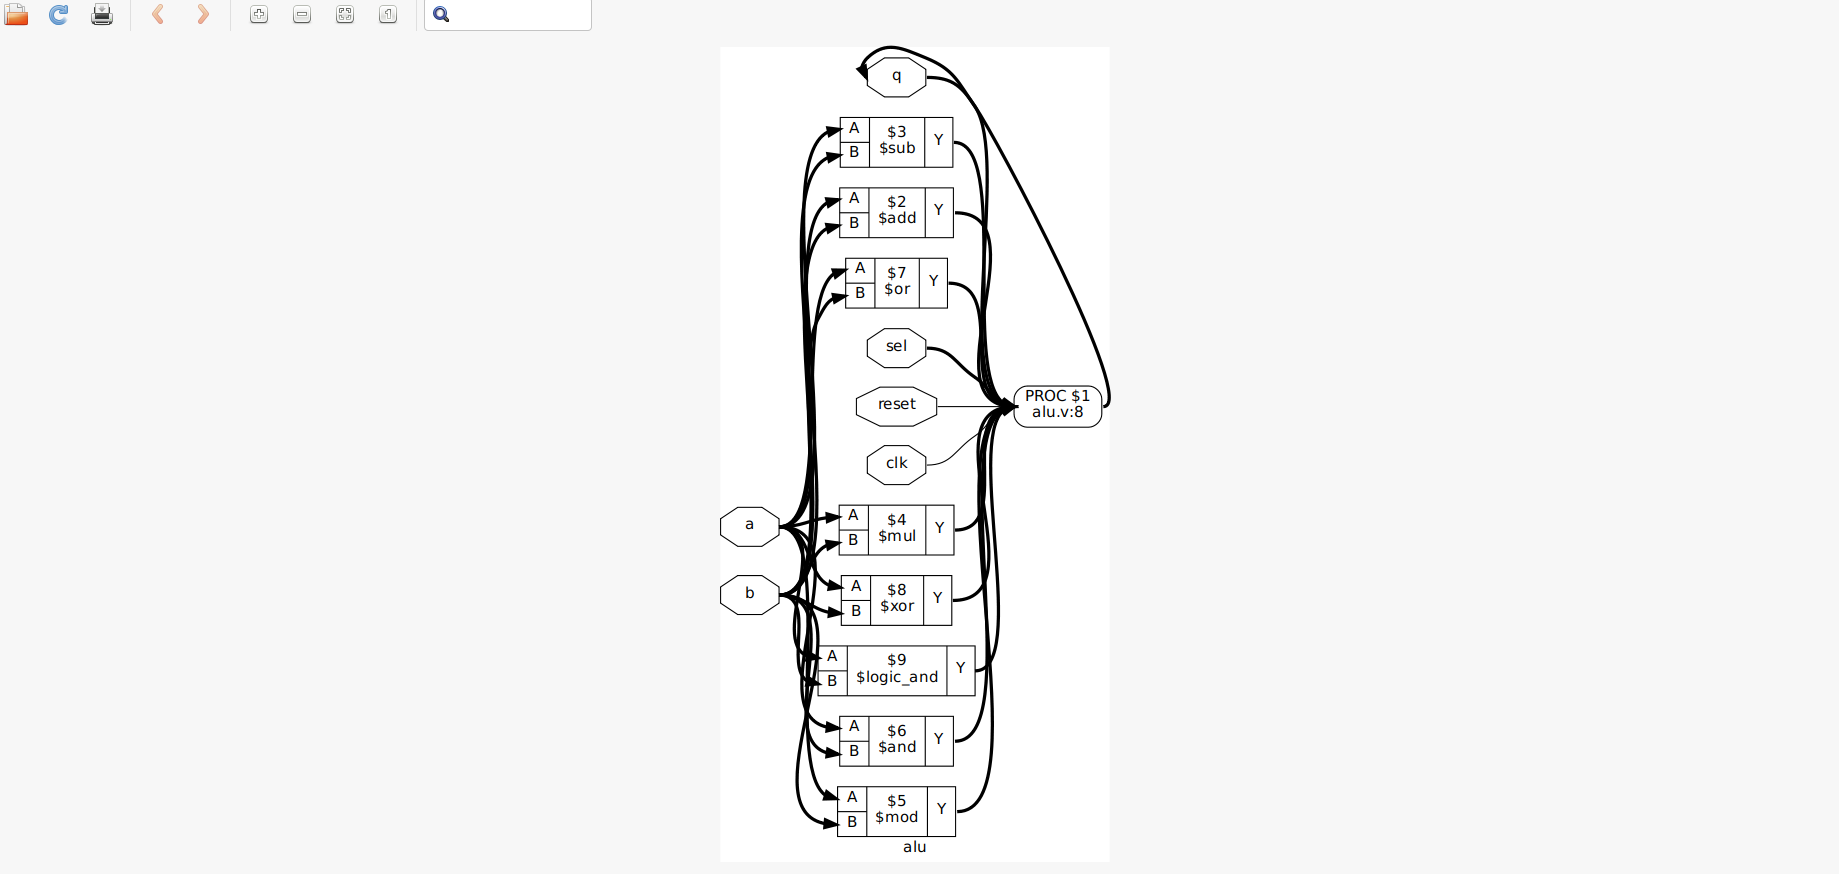 q
A
B
$3
$sub
Y
A
B
$2
$add
Y
A
B
$7
$or
Y
sel
reset
clk
PROC $1
alu.v:8
a
b
A
B
$4
$mul
Y
A
B
$8
$xor
Y
A
B
$9
$logic_and
Y
A
B
$6
$and
Y
A
B
$5
$mod
Y
alu